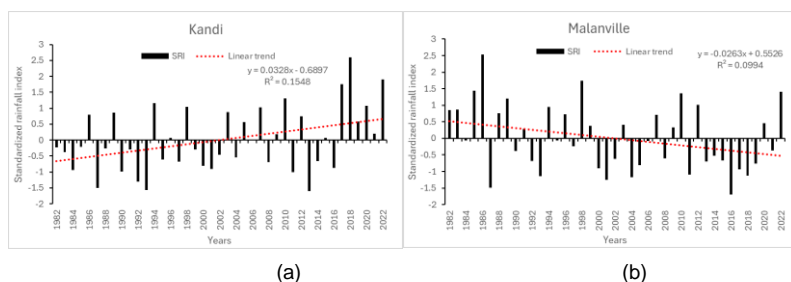 Kandi
SRI
Linear trend
y = 0.0328x - 0.6897
R² = 0.1548
Standardized rainfall index
3
2.5
2
1.5
1
0.5
0
-0.5
-1
-1.5
-2
1982 1984 1986 1988 1990 1992 1994 1996 1998 2000 2002 2004 2006 2008 2010 2012 2014 2016 2018 2020 2022
Years
(a)
Malanville
SRI
Linear trend
y = -0.0263x + 0.5526
R² = 0.0994
Standardized rainfall index
3
2.5
2
1.5
1
0.5
0
-0.5
-1
-1.5
-2
1982 1984 1986 1988 1990 1992 1994 1996 1998 2000 2002 2004 2006 2008 2010 2012 2014 2016 2018 2020 2022
Years
(b)